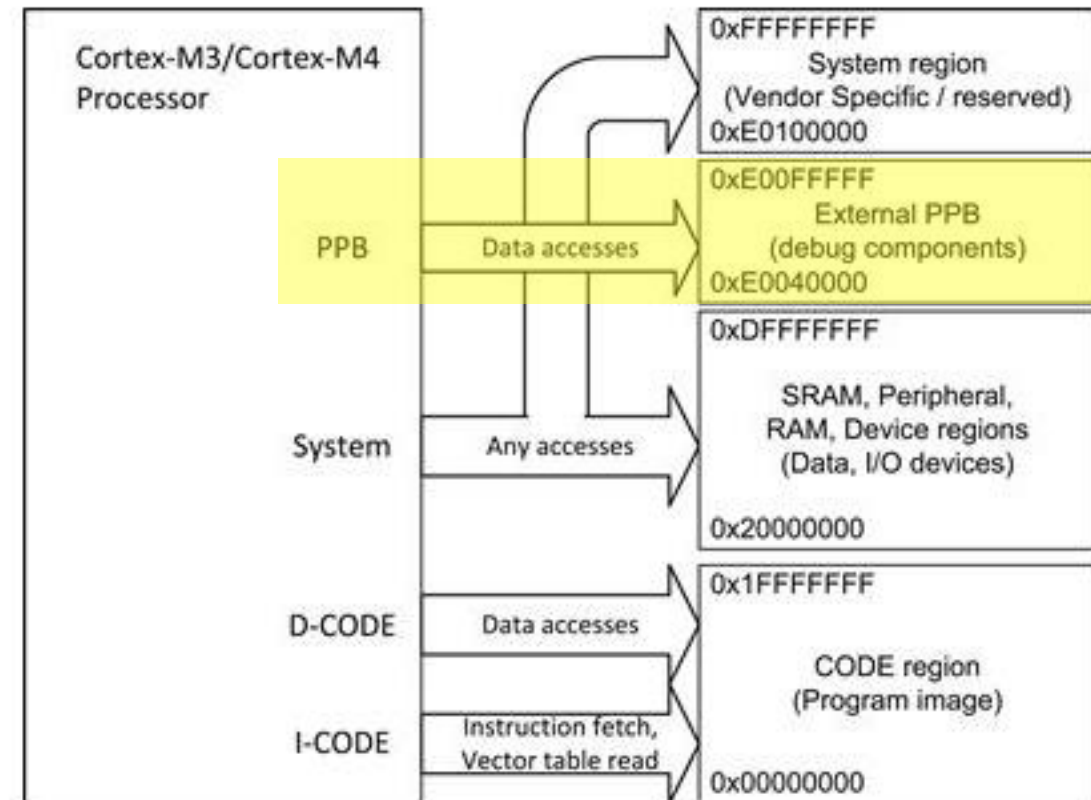 Cortex-M3/Cortex-M4
Processor
0xFFFFFFFF
System region
(Vendor Specific / reserved)
0xE0100000
PPB
Data accesses
0xE00FFFFF
External PPB
(debug components)
0xE0040000
System
Any accesses
0xDFFFFFFF
SRAM, Peripheral,
RAM, Device regions
(Data, I/O devices)
0x20000000
D-CODE
Data accesses
I-CODE
Instruction fetch,
Vector table read
0x1FFFFFFF
CODE region
(Program image)
0x00000000